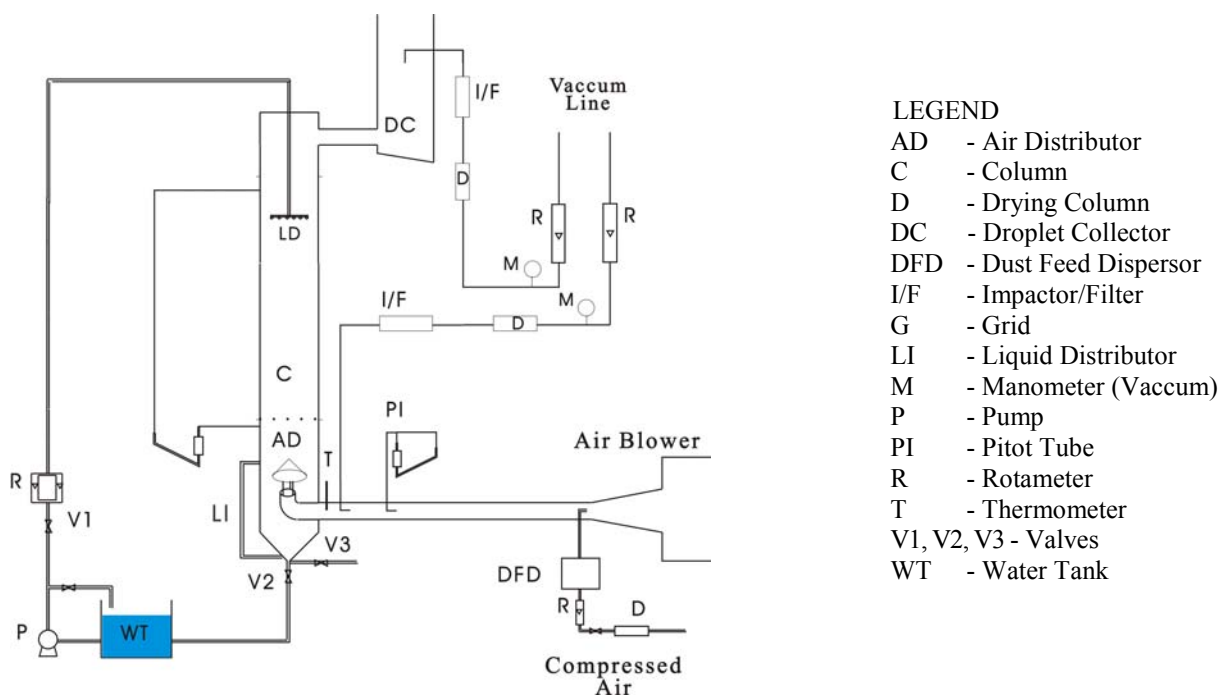 I/F
Vaccum
Line
DC
D
R
R
LD
M
I/F
M
D
C
PI
AD
Air Blower
T
R
LI
V1
V3
V2
DFD
R
D
P
WT
Compressed
Air
LEGEND
AD - Air Distributor
C - Column
D - Drying Column
DC - Droplet Collector
DFD - Dust Feed Dispersor
I/F - Impactor/Filter
G - Grid
LI - Liquid Distributor
M - Manometer (Vaccum)
P - Pump
PI - Pitot Tube
R - Rotameter
T - Thermometer
V1, V2, V3 - Valves
WT - Water Tank